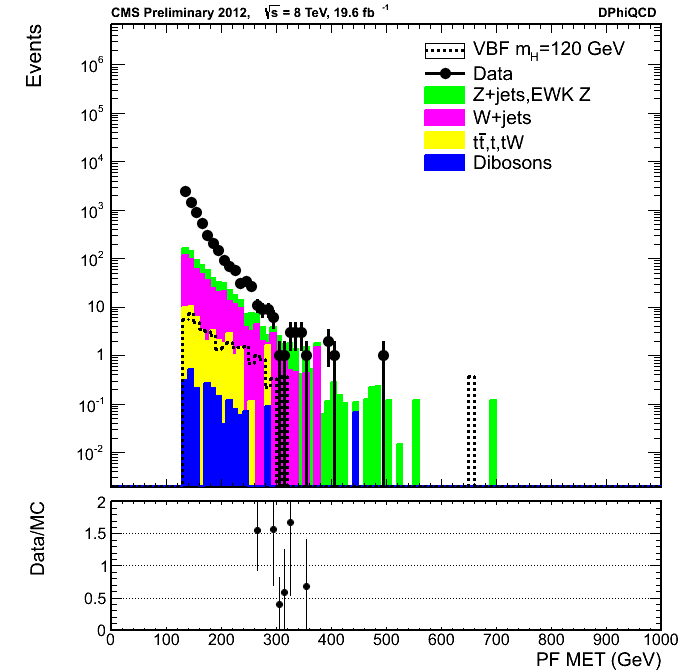 CMS Preliminary 2012, √s = 8 TeV, 19.6 fb⁻¹ DPhiQCD
Events
VBF m_H=120 GeV
Data
Z+jets,EWK Z
W+jets
tt̄,t,tW
Dibosons
10⁶
10⁵
10⁴
10³
10²
10
1
10⁻¹
10⁻²
Data/MC
2
1.5
1
0.5
0
0 100 200 300 400 500 600 700 800 900 1000
PF MET (GeV)